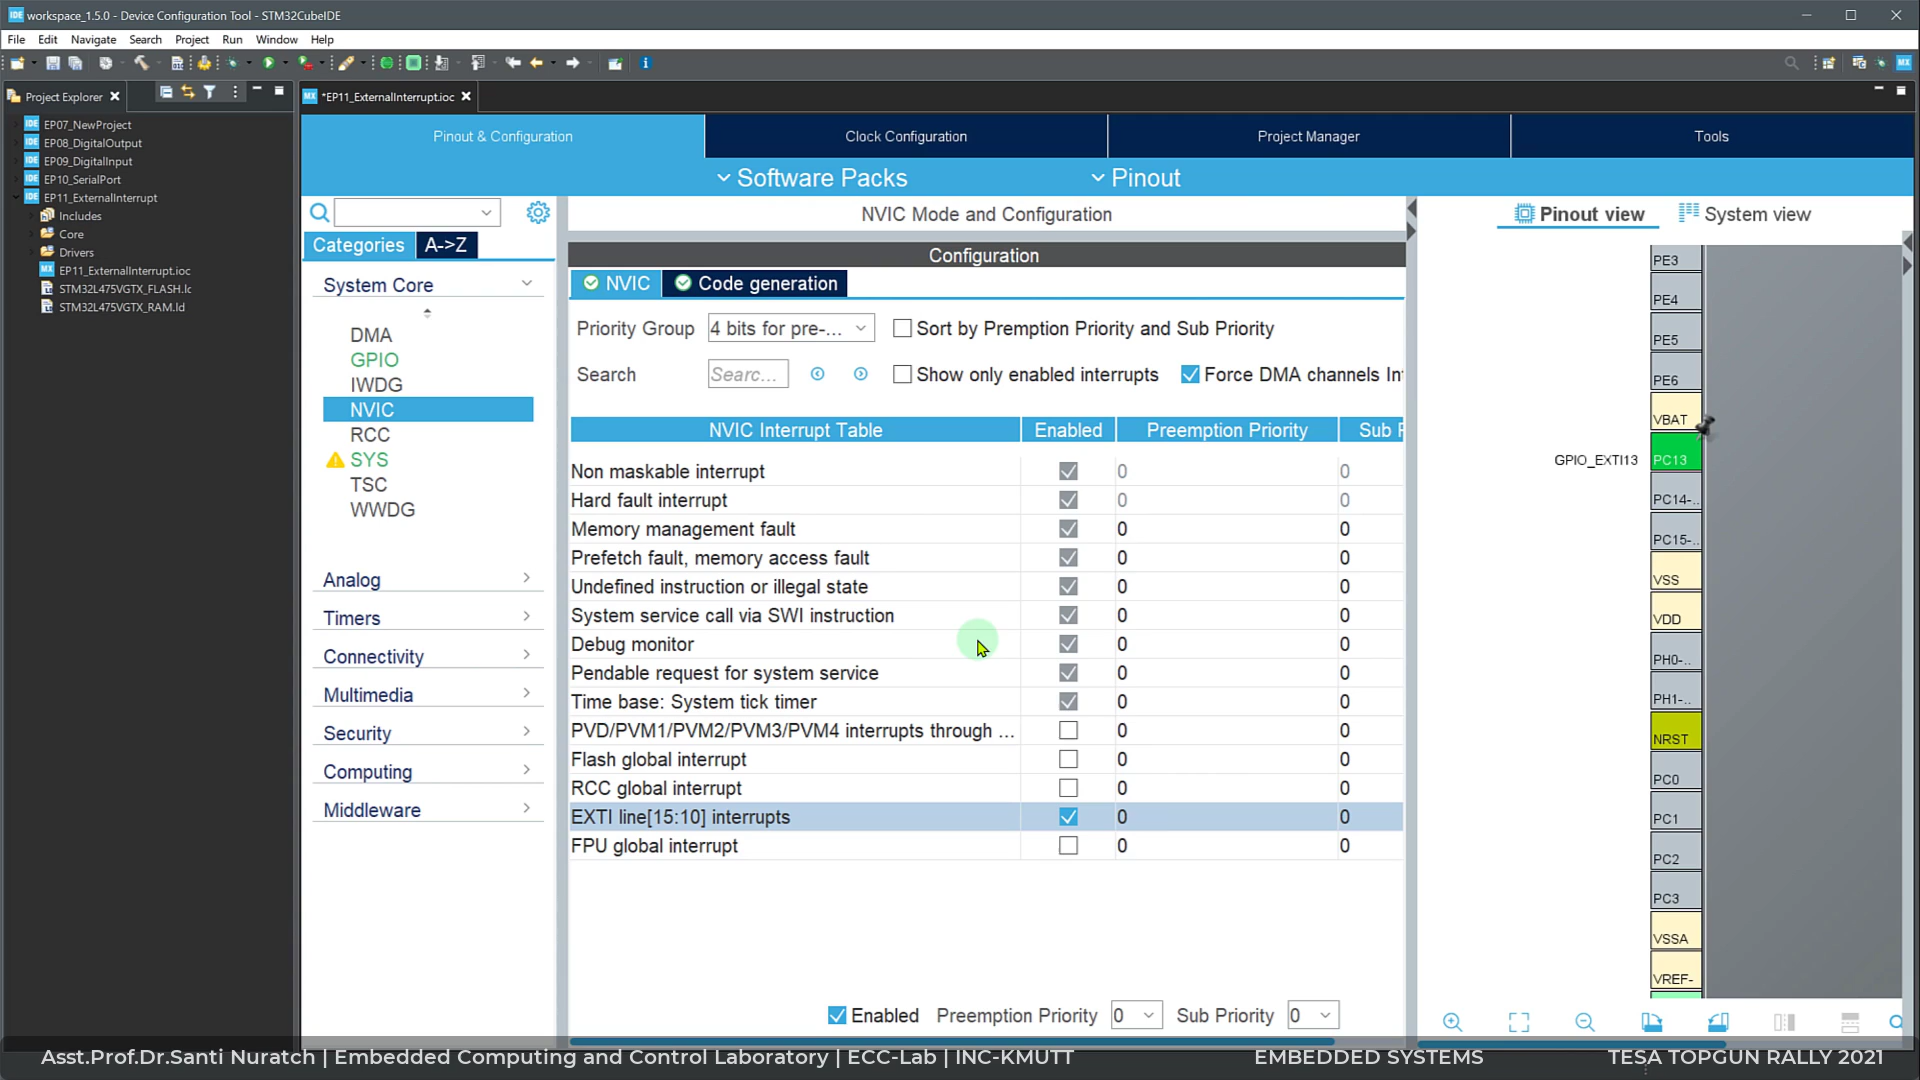 workspace_1.5.0 - Device Configuration Tool - STM32CubeIDE
File Edit Navigate Search Project Run Window Help
Project Explorer
*EP11_ExternalInterrupt.ioc
EP07_NewProject
EP08_DigitalOutput
EP09_DigitalInput
EP10_SerialPort
EP11_ExternalInterrupt
Includes
Core
Drivers
EP11_ExternalInterrupt.ioc
STM32L475VGTX_FLASH.lc
STM32L475VGTX_RAM.ld
Pinout & Configuration
Clock Configuration
Project Manager
Tools
Software Packs
Pinout
Categories
A->Z
System Core
DMA
GPIO
IWDG
NVIC
RCC
SYS
TSC
WWDG
Analog
Timers
Connectivity
Multimedia
Security
Computing
Middleware
NVIC Mode and Configuration
Configuration
NVIC
Code generation
Priority Group
4 bits for pre-...
Sort by Premption Priority and Sub Priority
Search
Searc...
Show only enabled interrupts
Force DMA channels Int
NVIC Interrupt Table Enabled Preemption Priority Sub P
Non maskable interrupt 0 0
Hard fault interrupt 0 0
Memory management fault 0 0
Prefetch fault, memory access fault 0 0
Undefined instruction or illegal state 0 0
System service call via SWI instruction 0 0
Debug monitor 0 0
Pendable request for system service 0 0
Time base: System tick timer 0 0
PVD/PVM1/PVM2/PVM3/PVM4 interrupts through ... 0 0
Flash global interrupt 0 0
RCC global interrupt 0 0
EXTI line[15:10] interrupts 0 0
FPU global interrupt 0 0
Enabled Preemption Priority 0 Sub Priority 0
Pinout view
System view
PE3
PE4
PE5
PE6
VBAT
GPIO_EXTI13
PC13
PC14-..
PC15-..
VSS
VDD
PH0-..
PH1-..
NRST
PC0
PC1
PC2
PC3
VSSA
VREF-
Asst.Prof.Dr.Santi Nuratch | Embedded Computing and Control Laboratory | ECC-Lab | INC-KMUTT
EMBEDDED SYSTEMS
TESA TOPGUN RALLY 2021